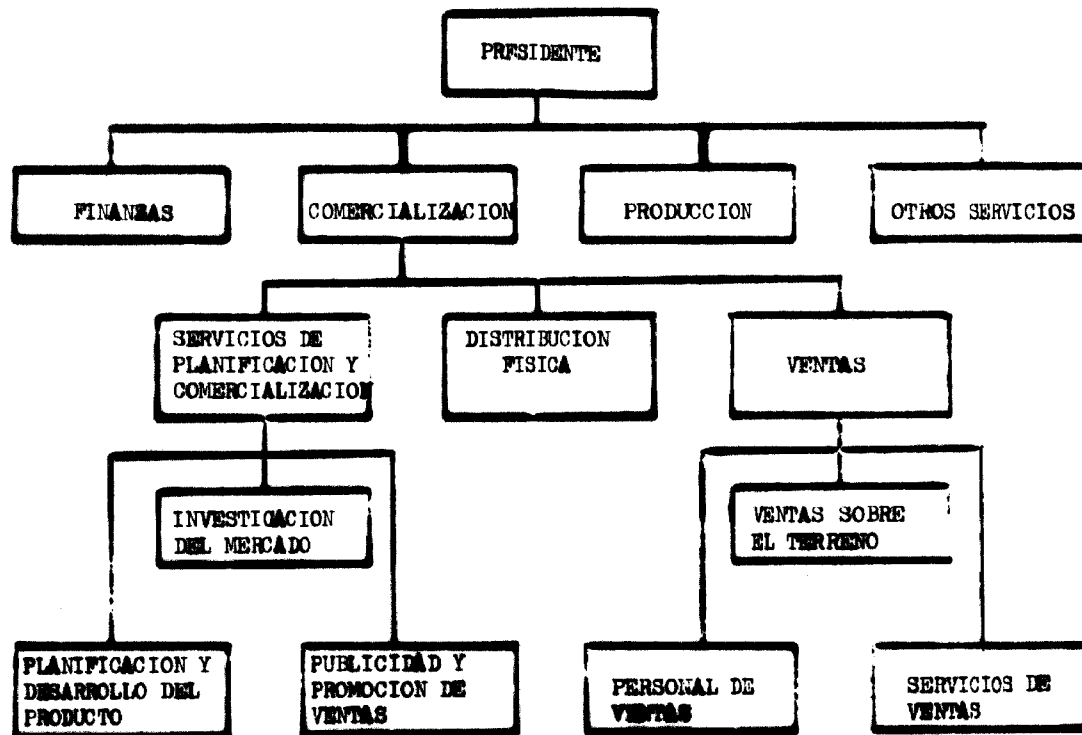 PRESIDENTE
FINANZAS
COMERCIALIZACION
PRODUCCION
OTROS SERVICIOS
SERVICIOS DE
PLANIFICACION Y
COMERCIALIZACION
DISTRIBUCION
FISICA
VENTAS
INVESTIGACION
DEL MERCADO
VENTAS SOBRE
EL TERRENO
PLANIFICACION Y
DESARROLLO DEL
PRODUCTO
PUBLICIDAD Y
PROMOCION DE
VENTAS
PERSONAL DE
VENTAS
SERVICIOS DE
VENTAS